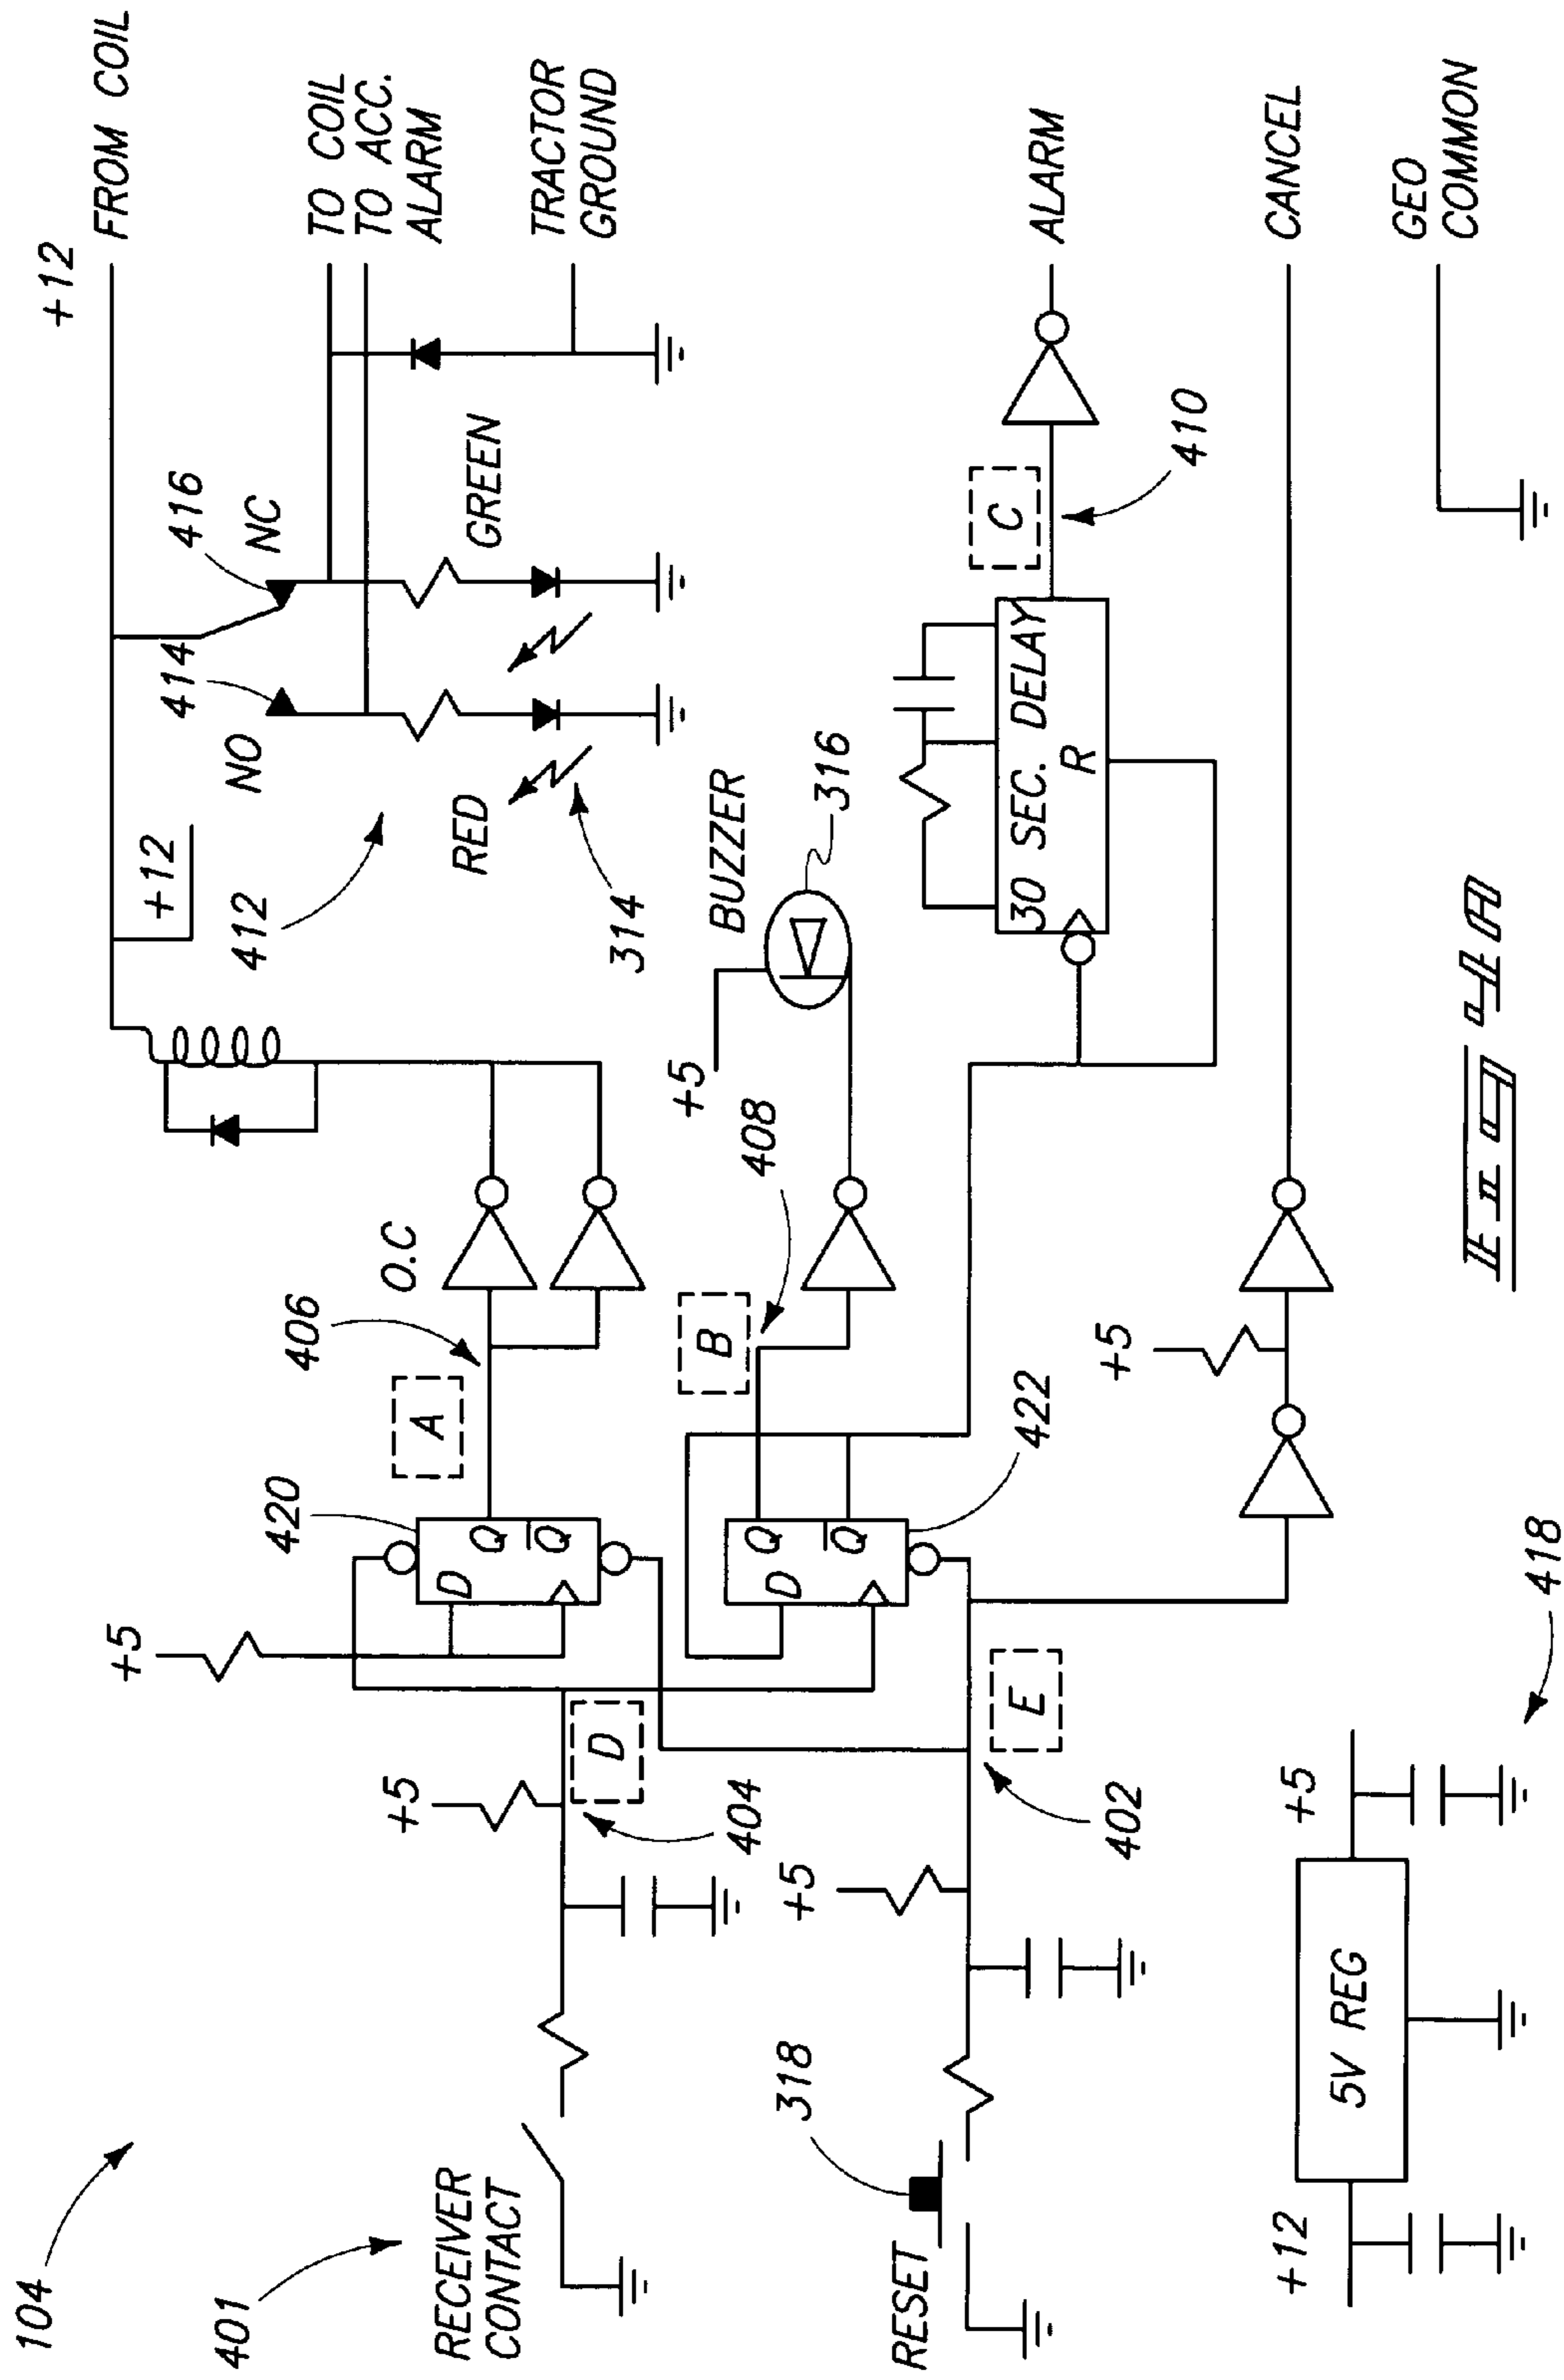 104
401
RECEIVER
CONTACT
+5
404
D
+5
420
D
Q
Q̅
A
406
O.C
+12
412
NO
414
NC
416
RED
314
GREEN
+12
FROM COIL
TO COIL
TO ACC.
ALARM
TRACTOR
GROUND
RESET
318
+5
402
E
D
Q
Q̅
422
B
408
+5
BUZZER
316
30 SEC. DELAY
R
C
410
ALARM
+5
CANCEL
+12
5V REG
+5
418
GEO
COMMON
FIG 4A